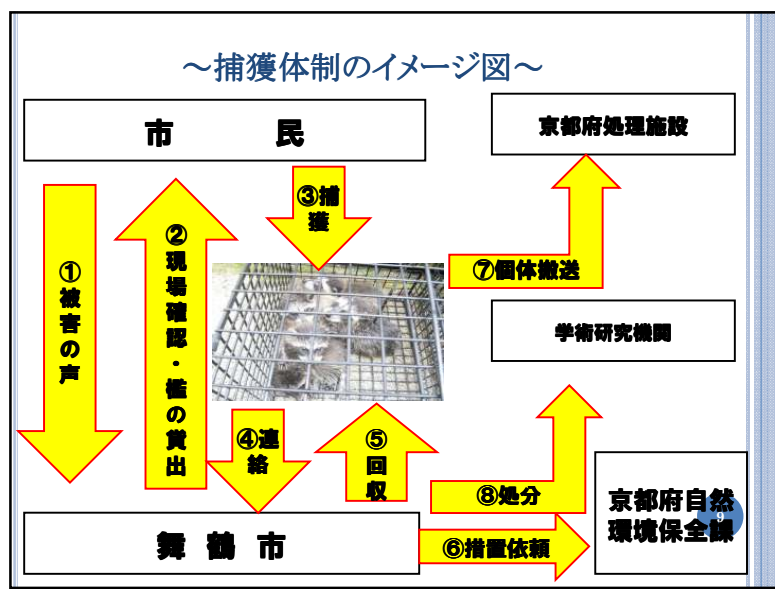 ～捕獲体制のイメージ図～
市　　　民
京都府処理施設
①被害の声
②現場確認・檻の貸出
③捕
獲
⑦個体搬送
学術研究機関
④連
絡
⑤回収
⑧処分
京都府自然
環境保全課
9
舞 鶴 市
⑥措置依頼